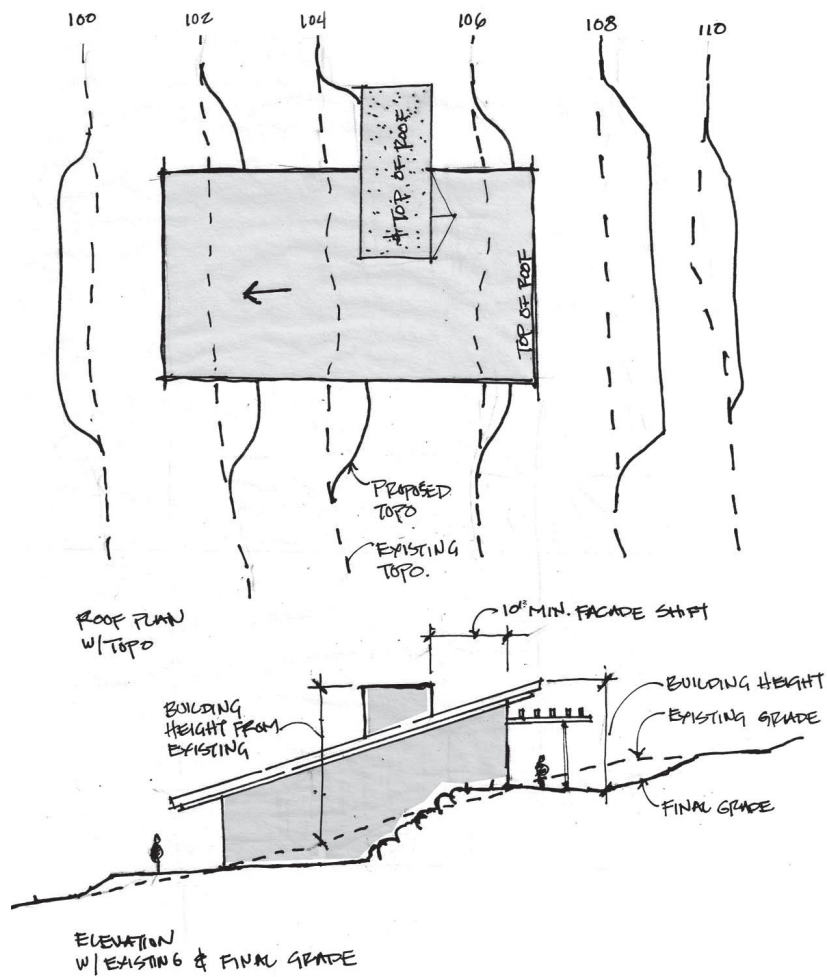 100 102 104 106 108 110
₵ TOP OF ROOF
TOP OF ROOF
PROPOSED
TOPO
EXISTING
TOPO.
ROOF PLAN
W/TOPO
10'⁰" MIN. FACADE SHIFT
BUILDING
HEIGHT FROM
EXISTING
BUILDING HEIGHT
EXISTING GRADE
FINAL GRADE
ELEVATION
W/ EXISTING & FINAL GRADE